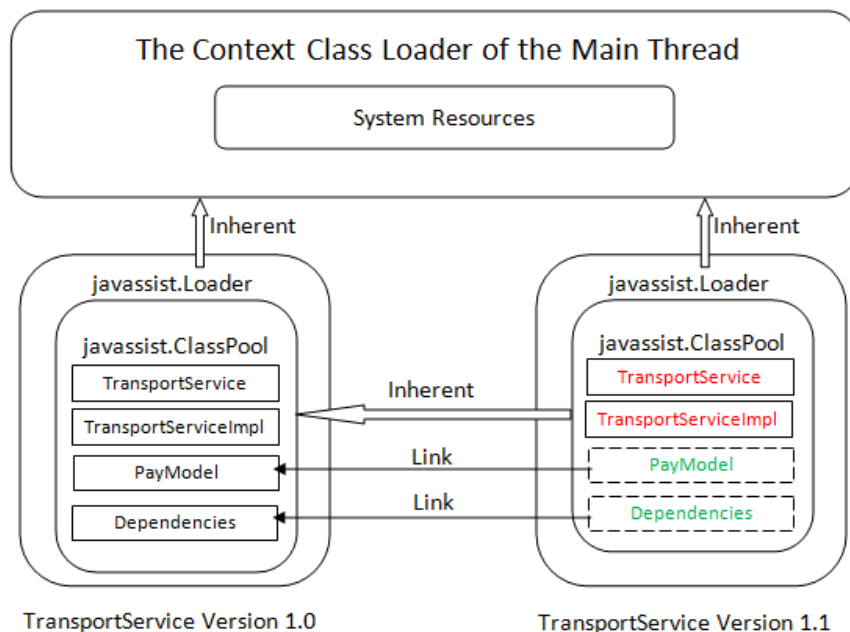 The Context Class Loader of the Main Thread
System Resources
Inherent
Inherent
javassist.Loader
javassist.ClassPool
TransportService
TransportServiceImpl
PayModel
Dependencies
Inherent
Link
Link
javassist.Loader
javassist.ClassPool
TransportService
TransportServiceImpl
PayModel
Dependencies
TransportService Version 1.0
TransportService Version 1.1